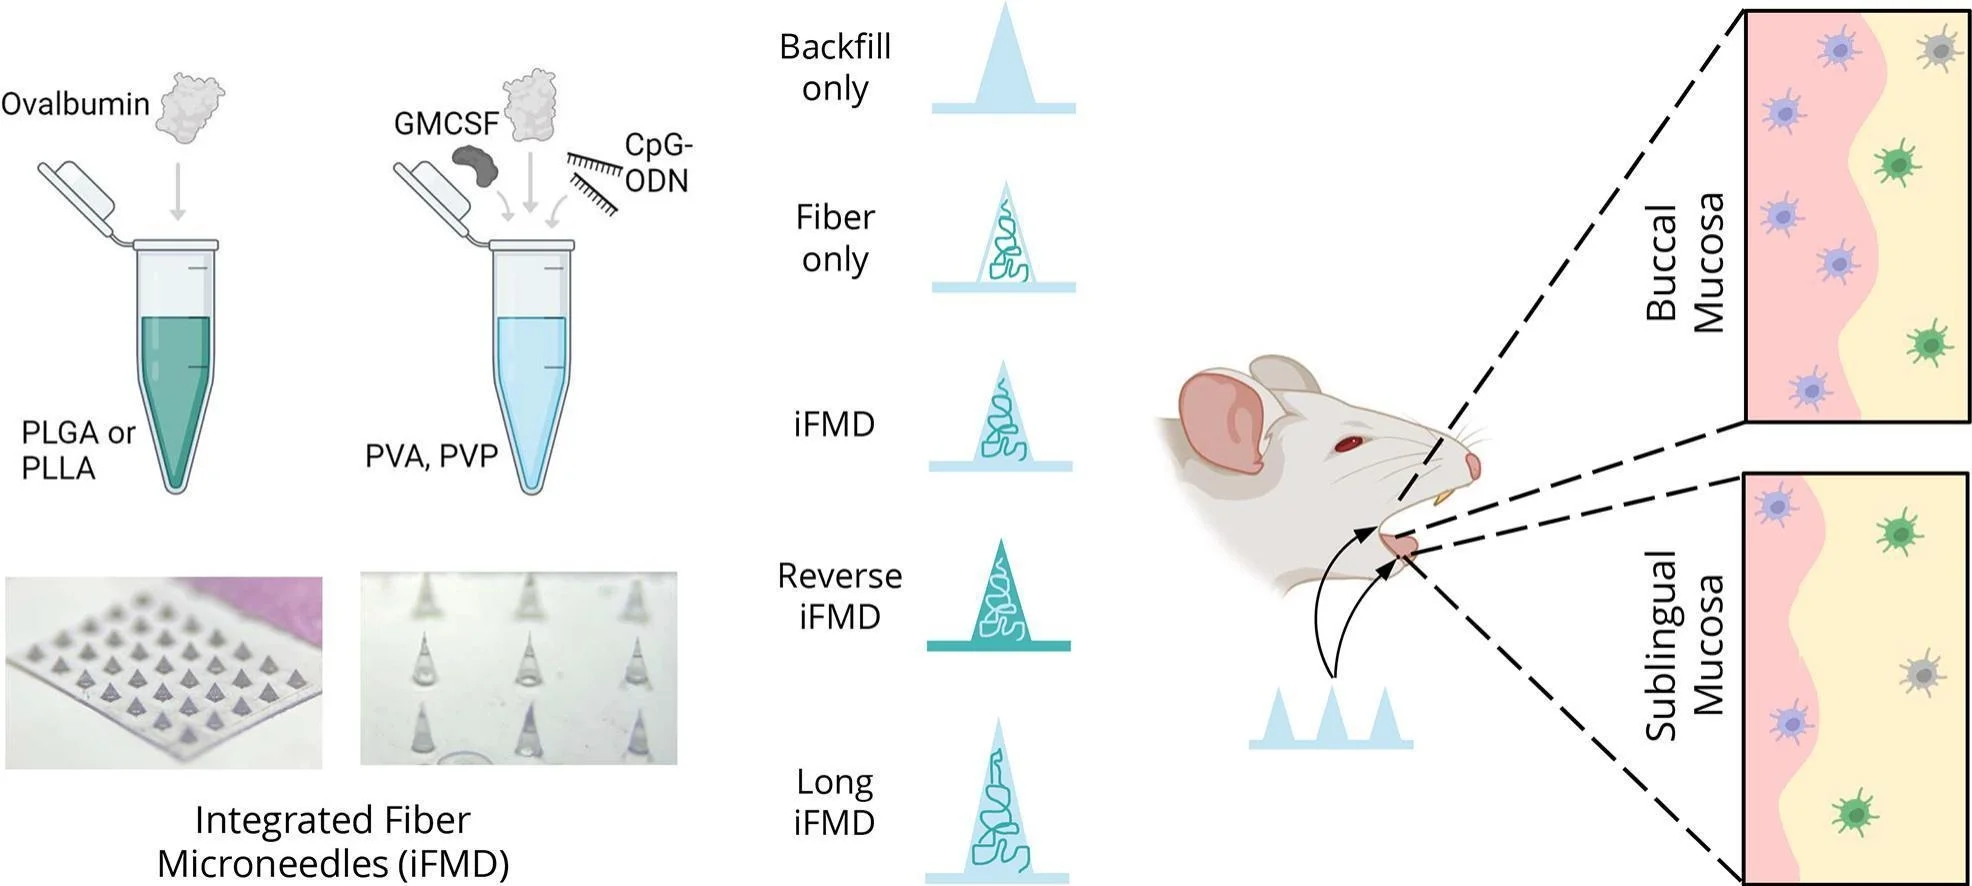 Ovalbumin
GMCSF
CpG-
ODN
PLGA or
PLLA
PVA, PVP
Integrated Fiber
Microneedles (iFMD)
Backfill
only
Fiber
only
iFMD
Reverse
iFMD
Long
iFMD
Buccal
Mucosa
Sublingual
Mucosa